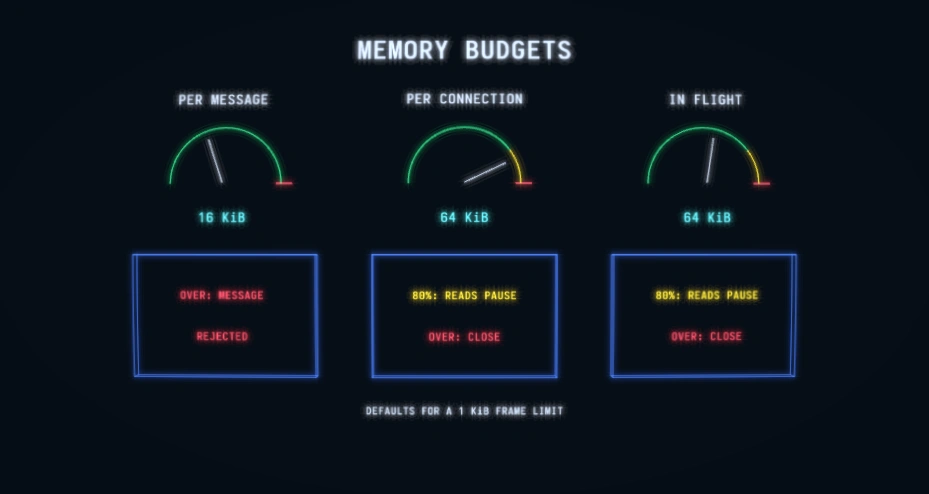 MEMORY BUDGETS
PER MESSAGE
PER CONNECTION
IN FLIGHT
16 KiB
64 KiB
64 KiB
OVER: MESSAGE
REJECTED
80%: READS PAUSE
OVER: CLOSE
80%: READS PAUSE
OVER: CLOSE
DEFAULTS FOR A 1 KiB FRAME LIMIT